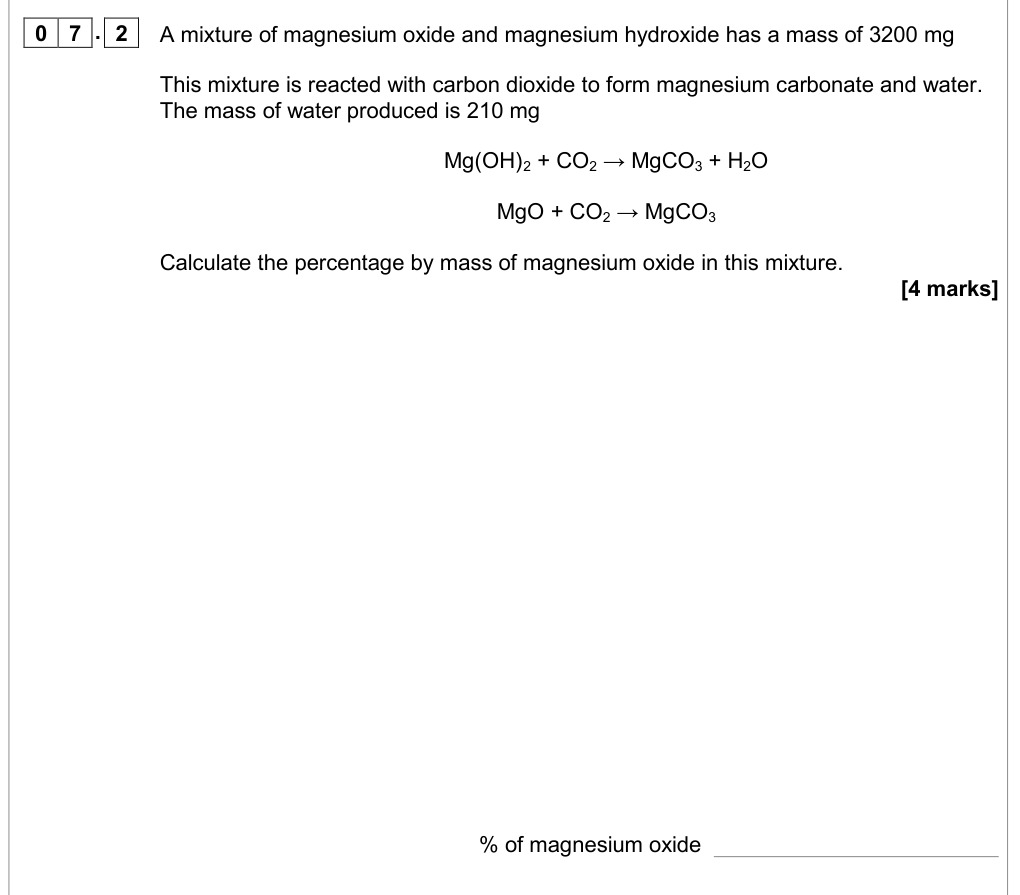 0 7 . 2 A mixture of magnesium oxide and magnesium hydroxide has a mass of 3200 mg
This mixture is reacted with carbon dioxide to form magnesium carbonate and water.
The mass of water produced is 210 mg
Mg(OH)₂ + CO₂ → MgCO₃ + H₂O
MgO + CO₂ → MgCO₃
Calculate the percentage by mass of magnesium oxide in this mixture.
[4 marks]
% of magnesium oxide